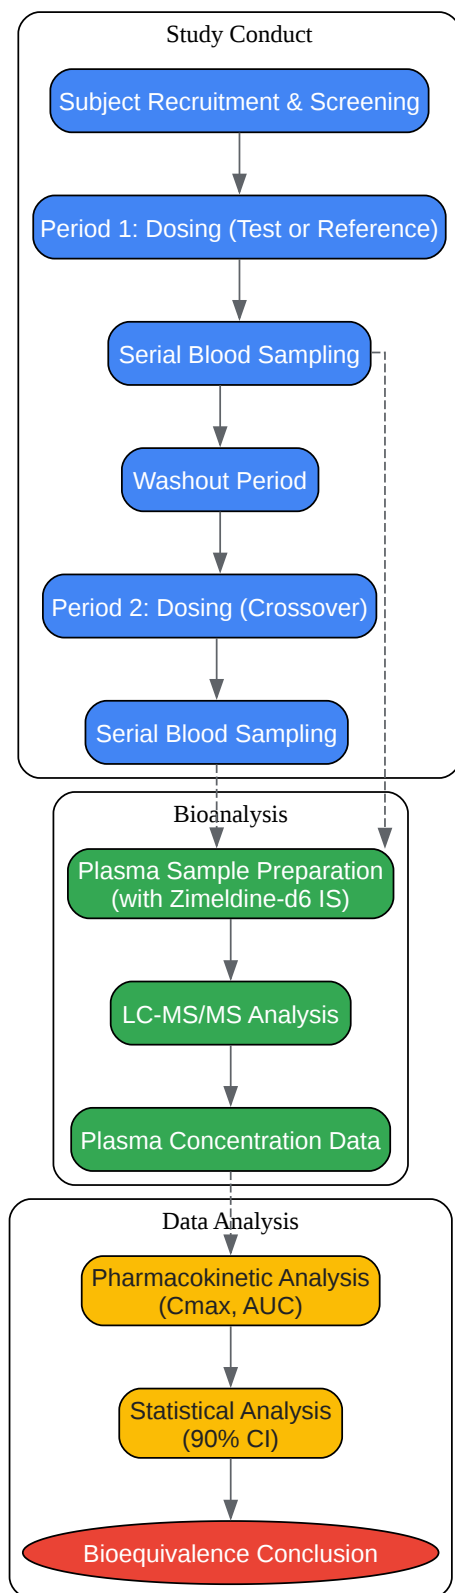 Study Conduct
Subject Recruitment & Screening
Period 1: Dosing (Test or Reference)
Serial Blood Sampling
Washout Period
Period 2: Dosing (Crossover)
Serial Blood Sampling
Bioanalysis
Plasma Sample Preparation
(with Zimeldine-d6 IS)
LC-MS/MS Analysis
Plasma Concentration Data
Data Analysis
Pharmacokinetic Analysis
(Cmax, AUC)
Statistical Analysis
(90% CI)
Bioequivalence Conclusion